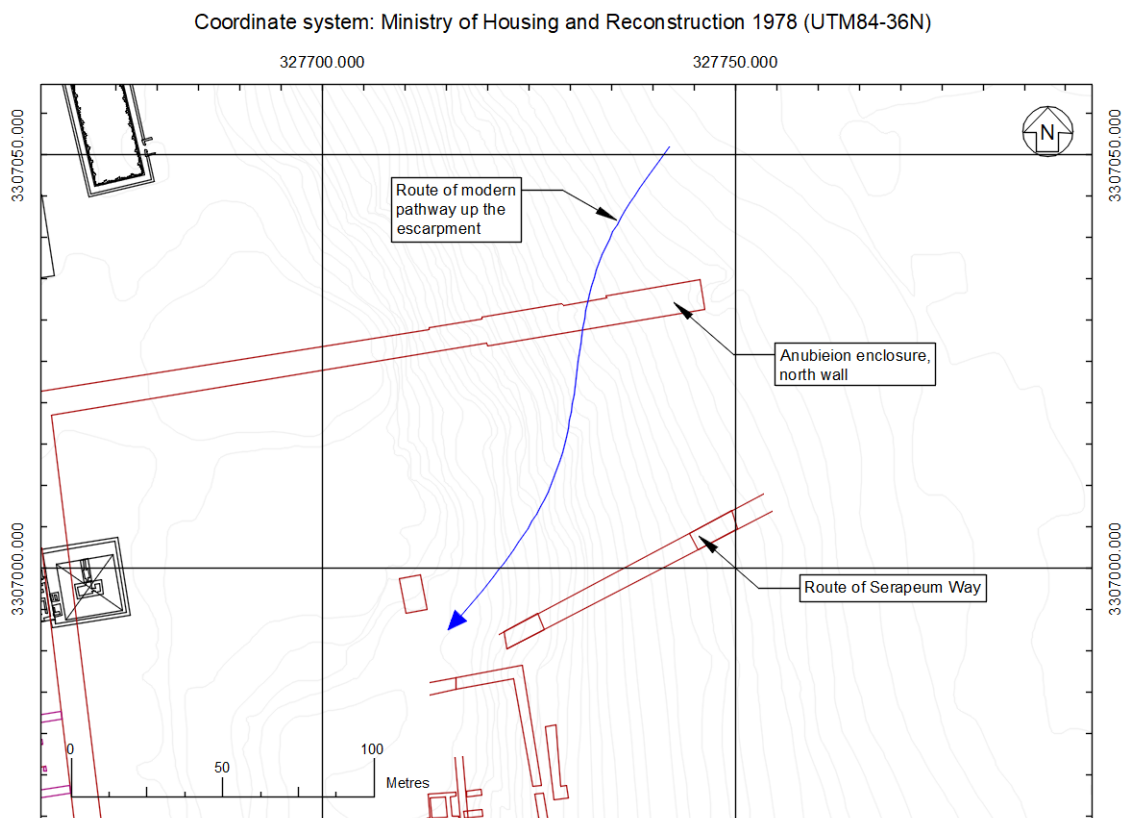 Coordinate system: Ministry of Housing and Reconstruction 1978 (UTM84-36N)
327700.000
327750.000
3307050.000
3307050.000
N
Route of modern
pathway up the
escarpment
Anubieion enclosure,
north wall
3307000.000
3307000.000
Route of Serapeum Way
0
50
100
Metres